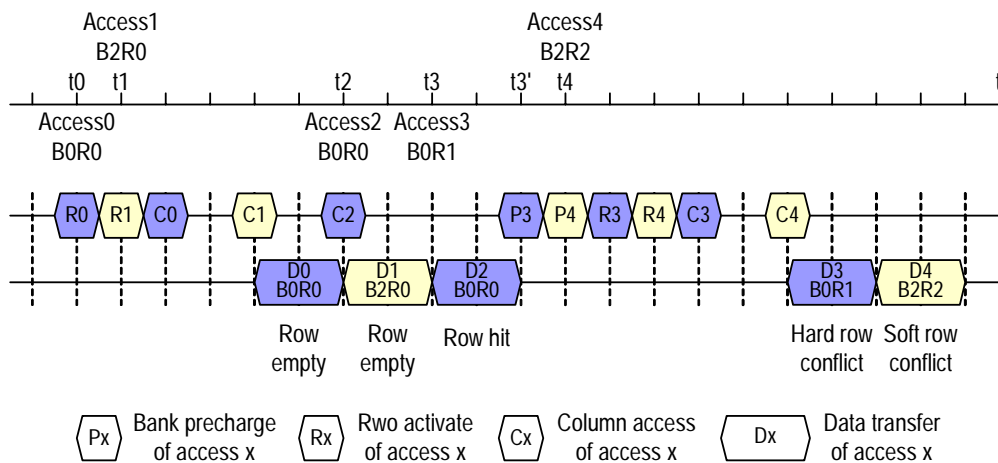 Access1
B2R0
Access4
B2R2
t0 t1 t2 t3 t3' t4 t
Access0
B0R0
Access2
B0R0
Access3
B0R1
R0 R1 C0 C1 C2 P3 P4 R3 R4 C3 C4
D0
B0R0
D1
B2R0
D2
B0R0
D3
B0R1
D4
B2R2
Row
empty
Row
empty
Row hit
Hard row
conflict
Soft row
conflict
Px
Bank precharge
of access x
Rx
Rwo activate
of access x
Cx
Column access
of access x
Dx
Data transfer
of access x